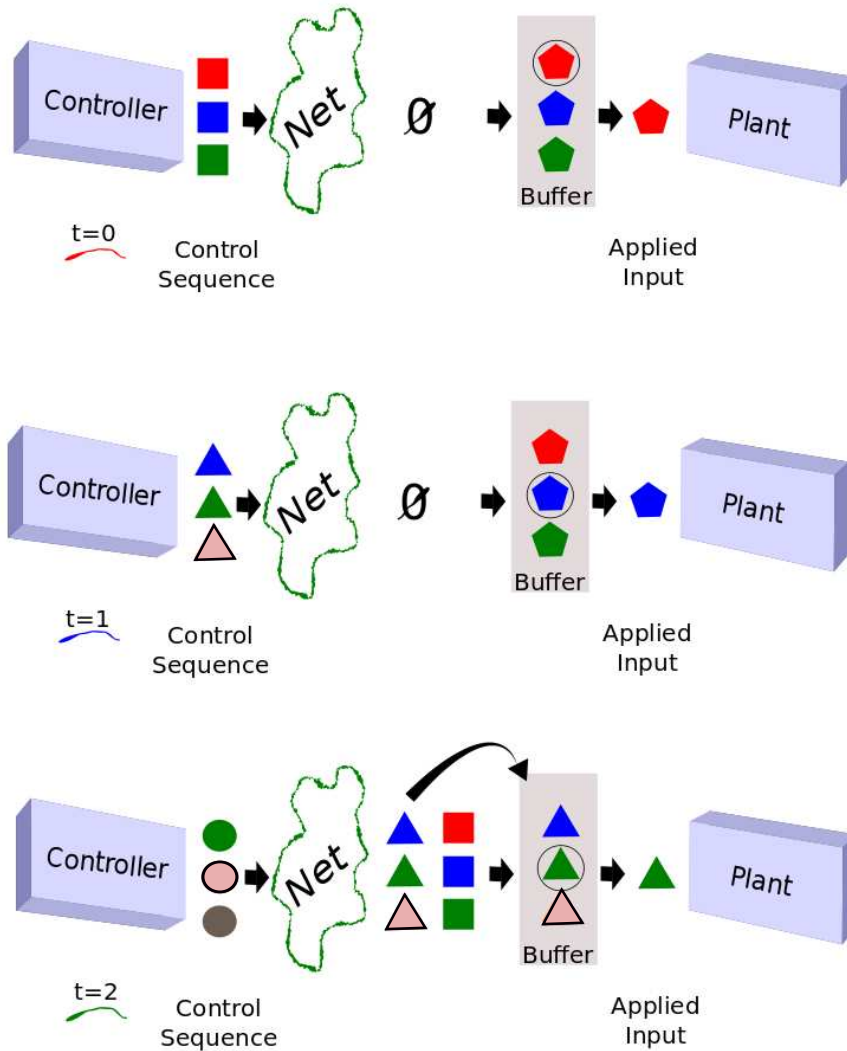 Controller
Net
∅
Buffer
Plant
t=0
Control
Sequence
Applied
Input
Controller
Net
∅
Buffer
Plant
t=1
Control
Sequence
Applied
Input
Controller
Net
Buffer
Plant
t=2
Control
Sequence
Applied
Input